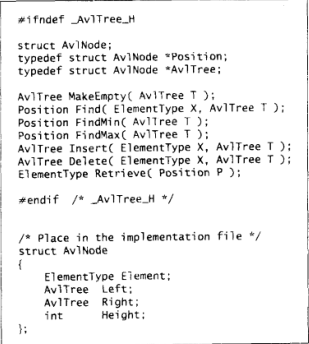 #ifndef _AvlTree_H
struct AvlNode;
typedef struct AvlNode *Position;
typedef struct AvlNode *AvlTree;
AvlTree MakeEmpty( AvlTree T );
Position Find( ElementType X, AvlTree T );
Position FindMin( AvlTree T );
Position FindMax( AvlTree T );
AvlTree Insert( ElementType X, AvlTree T );
AvlTree Delete( ElementType X, AvlTree T );
ElementType Retrieve( Position P );
#endif  /* _AvlTree_H */
/* Place in the implementation file */
struct AvlNode
{
    ElementType Element;
    AvlTree  Left;
    AvlTree  Right;
    int      Height;
};